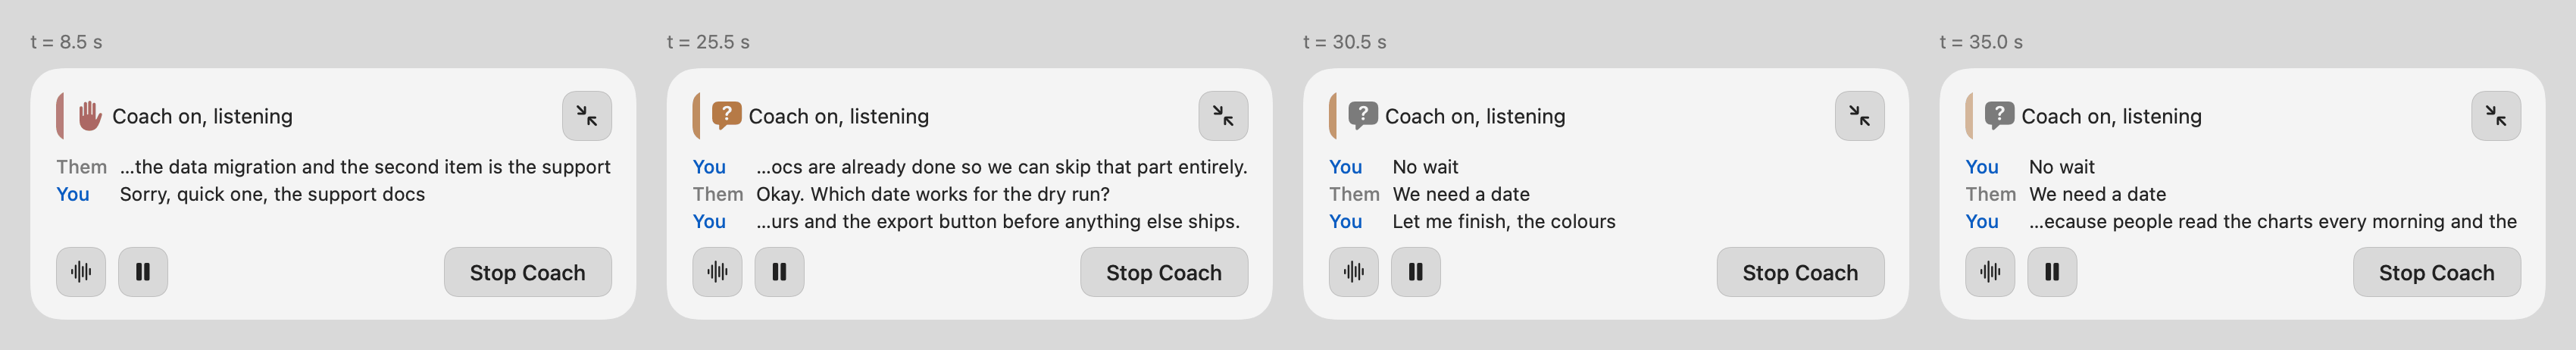 t = 8.5 s
Coach on, listening
Them ...the data migration and the second item is the support
You Sorry, quick one, the support docs
Stop Coach
t = 25.5 s
? Coach on, listening
You ...ocs are already done so we can skip that part entirely.
Them Okay. Which date works for the dry run?
You ...urs and the export button before anything else ships.
Stop Coach
t = 30.5 s
? Coach on, listening
You No wait
Them We need a date
You Let me finish, the colours
Stop Coach
t = 35.0 s
? Coach on, listening
You No wait
Them We need a date
You ...ecause people read the charts every morning and the
Stop Coach